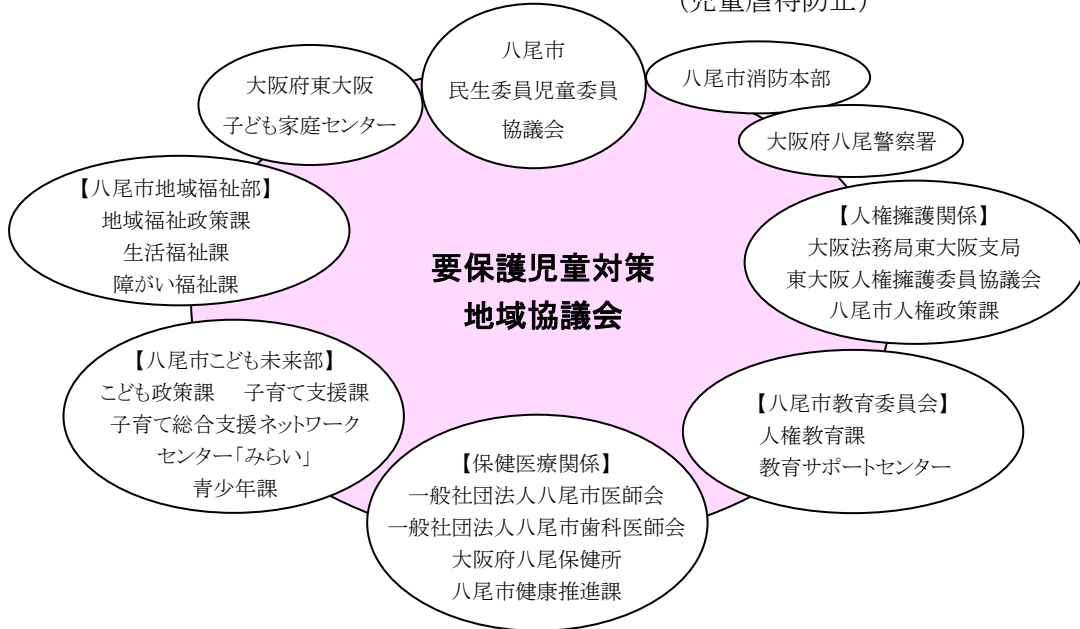 （児童虐待防止）
八尾市
民生委員児童委員
協議会
大阪府東大阪
子ども家庭センター
八尾市消防本部
大阪府八尾警察署
【八尾市地域福祉部】
地域福祉政策課
生活福祉課
障がい福祉課
【人権擁護関係】
大阪法務局東大阪支局
東大阪人権擁護委員協議会
八尾市人権政策課
要保護児童対策
地域協議会
【八尾市こども未来部】
こども政策課　子育て支援課
子育て総合支援ネットワーク
センター「みらい」
青少年課
【八尾市教育委員会】
人権教育課
教育サポートセンター
【保健医療関係】
一般社団法人八尾市医師会
一般社団法人八尾市歯科医師会
大阪府八尾保健所
八尾市健康推進課